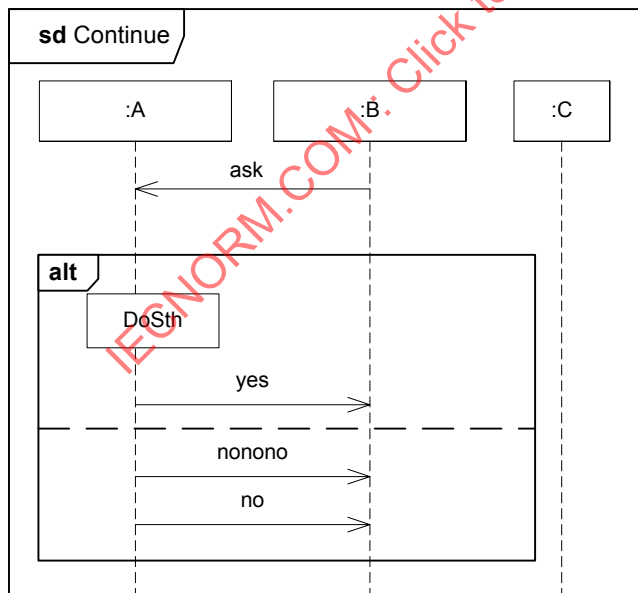 sd Continue
:A
:B
:C
ask
alt
DoSth
yes
nonono
no
IECNORM.COM: Click to